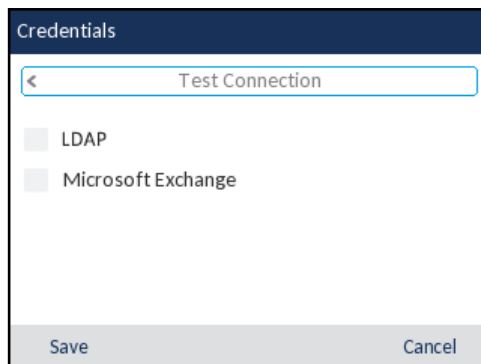 Credentials
< Test Connection
LDAP
Microsoft Exchange
Save Cancel